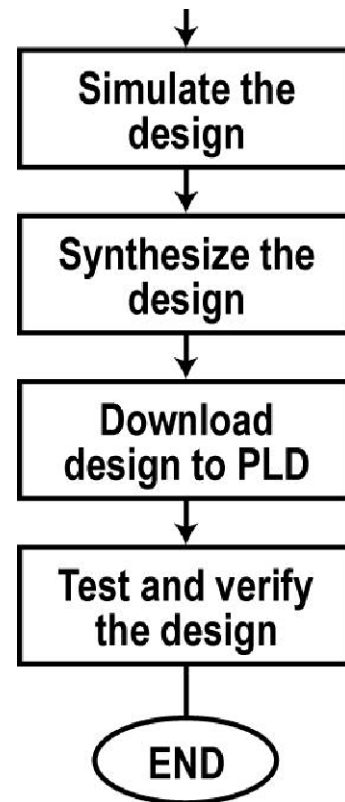 Simulate the
design
Synthesize the
design
Download
design to PLD
Test and verify
the design
END